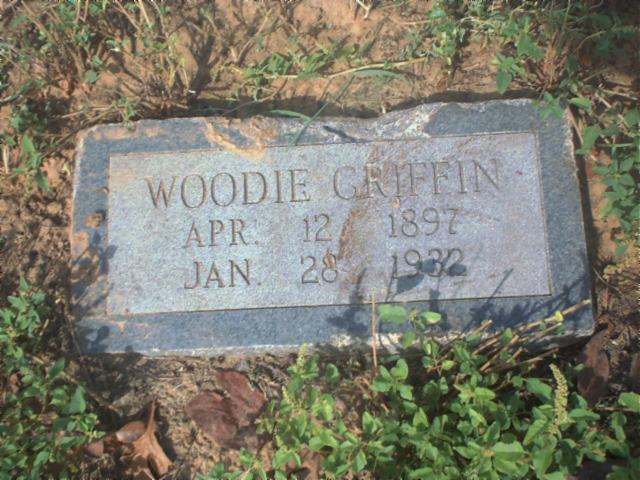 WOODIE GRIFFIN
APR. 12 1897
JAN. 28 1932